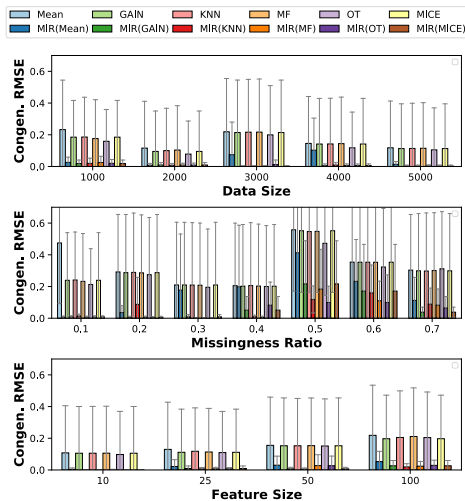 Mean GAIN KNN MF OT MICE
MIR(Mean) MIR(GAIN) MIR(KNN) MIR(MF) MIR(OT) MIR(MICE)
Congen. RMSE
0.6
0.4
0.2
0.0
1000 2000 3000 4000 5000
Data Size
Congen. RMSE
0.6
0.4
0.2
0.0
0.1 0.2 0.3 0.4 0.5 0.6 0.7
Missingness Ratio
Congen. RMSE
0.6
0.4
0.2
0.0
10 25 50 100
Feature Size